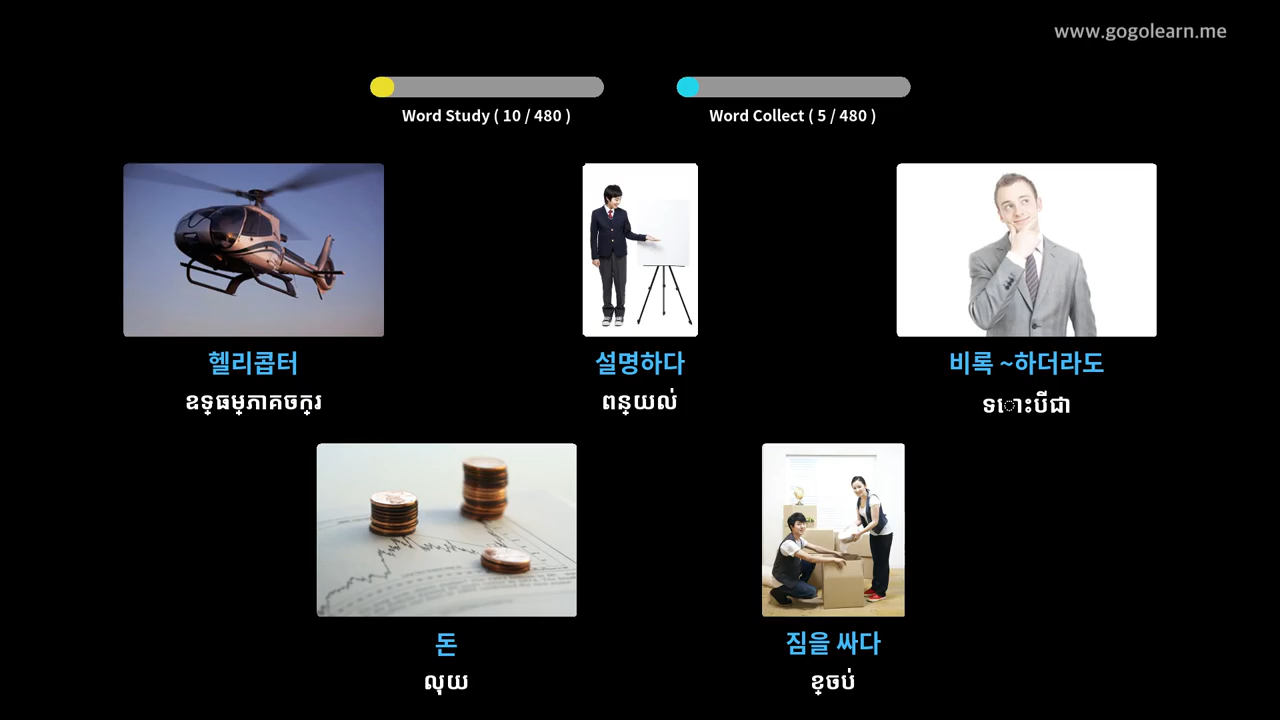 www.gogolearn.me
Word Study ( 10 / 480 )
Word Collect ( 5 / 480 )
헬리콥터
설명하다
비록 ~하더라도
ឧទ្ធម្ភាគចក្រ
ពន្យល់
ទោះបីជា
돈
짐을 싸다
លុយ
ខ្ចប់